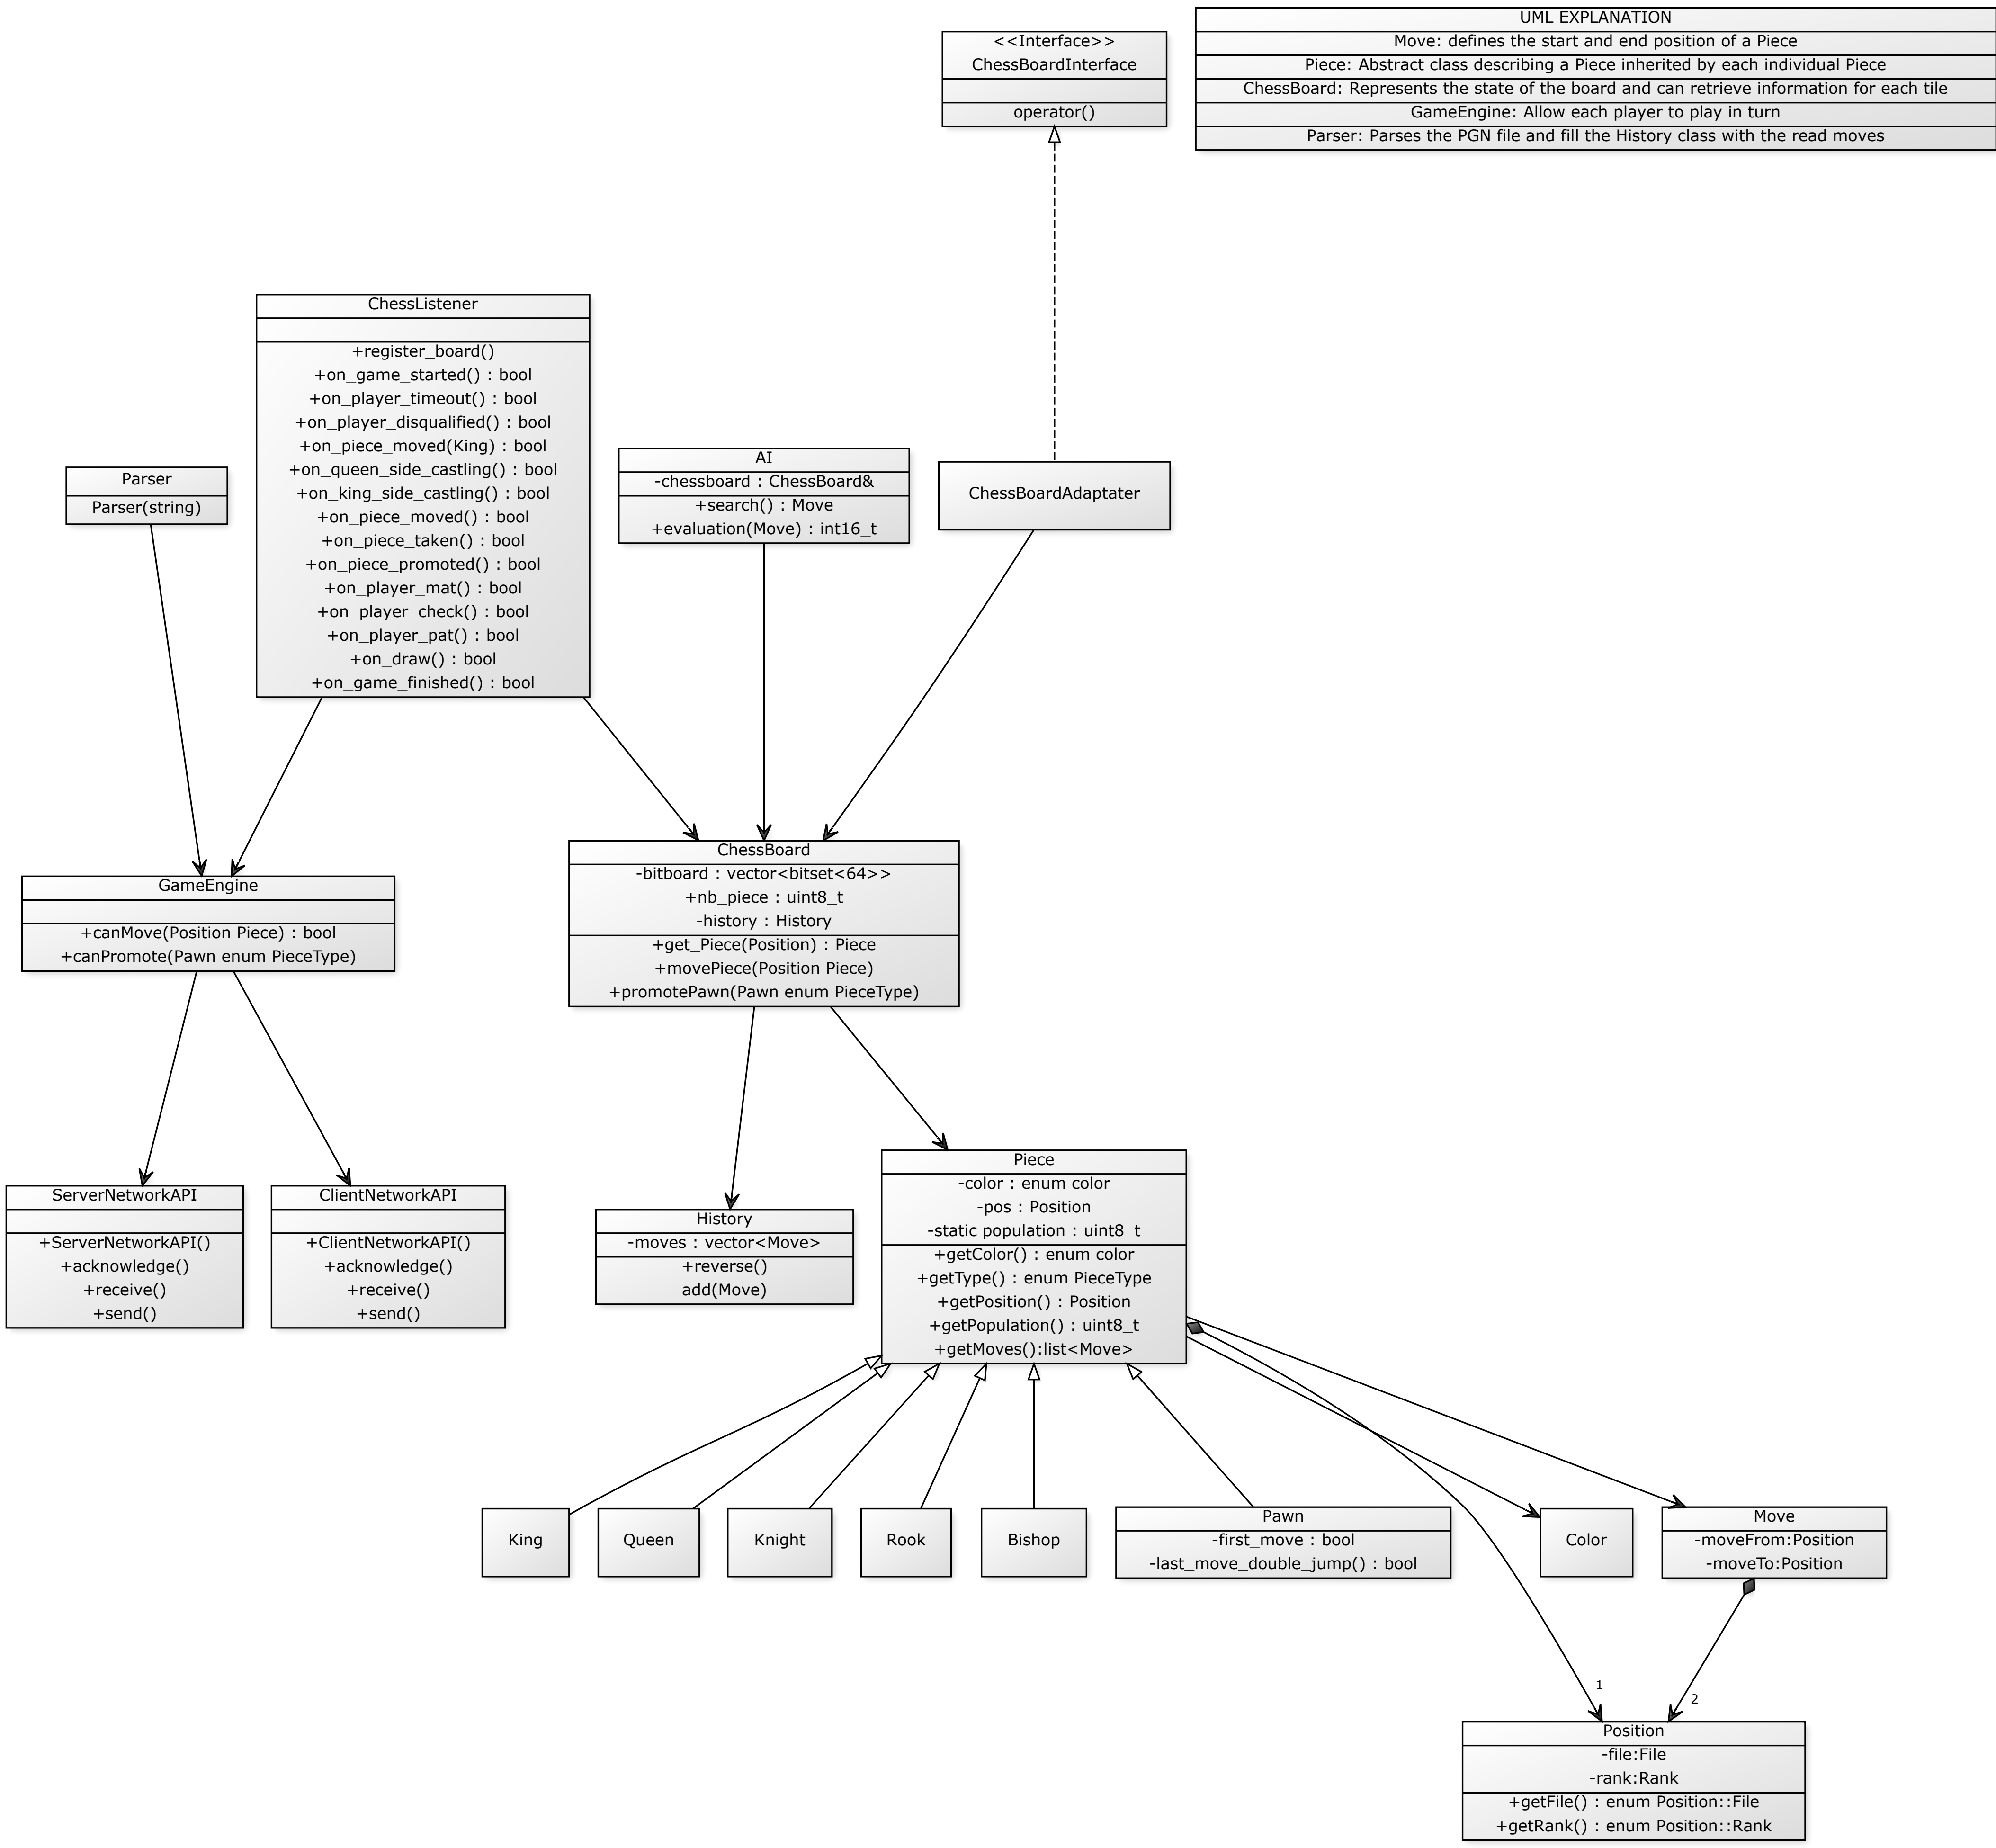 <<Interface>>
ChessBoardInterface
operator()
UML EXPLANATION
Move: defines the start and end position of a Piece
Piece: Abstract class describing a Piece inherited by each individual Piece
ChessBoard: Represents the state of the board and can retrieve information for each tile
GameEngine: Allow each player to play in turn
Parser: Parses the PGN file and fill the History class with the read moves
ChessListener
+register_board()
+on_game_started() : bool
+on_player_timeout() : bool
+on_player_disqualified() : bool
+on_piece_moved(King) : bool
+on_queen_side_castling() : bool
+on_king_side_castling() : bool
+on_piece_moved() : bool
+on_piece_taken() : bool
+on_piece_promoted() : bool
+on_player_mat() : bool
+on_player_check() : bool
+on_player_pat() : bool
+on_draw() : bool
+on_game_finished() : bool
Parser
Parser(string)
AI
-chessboard : ChessBoard&
+search() : Move
+evaluation(Move) : int16_t
ChessBoardAdaptater
GameEngine
+canMove(Position Piece) : bool
+canPromote(Pawn enum PieceType)
ChessBoard
-bitboard : vector<bitset<64>>
+nb_piece : uint8_t
-history : History
+get_Piece(Position) : Piece
+movePiece(Position Piece)
+promotePawn(Pawn enum PieceType)
ServerNetworkAPI
+ServerNetworkAPI()
+acknowledge()
+receive()
+send()
ClientNetworkAPI
+ClientNetworkAPI()
+acknowledge()
+receive()
+send()
History
-moves : vector<Move>
+reverse()
add(Move)
Piece
-color : enum color
-pos : Position
-static population : uint8_t
+getColor() : enum color
+getType() : enum PieceType
+getPosition() : Position
+getPopulation() : uint8_t
+getMoves():list<Move>
King
Queen
Knight
Rook
Bishop
Pawn
-first_move : bool
-last_move_double_jump() : bool
Color
Move
-moveFrom:Position
-moveTo:Position
1
2
Position
-file:File
-rank:Rank
+getFile() : enum Position::File
+getRank() : enum Position::Rank